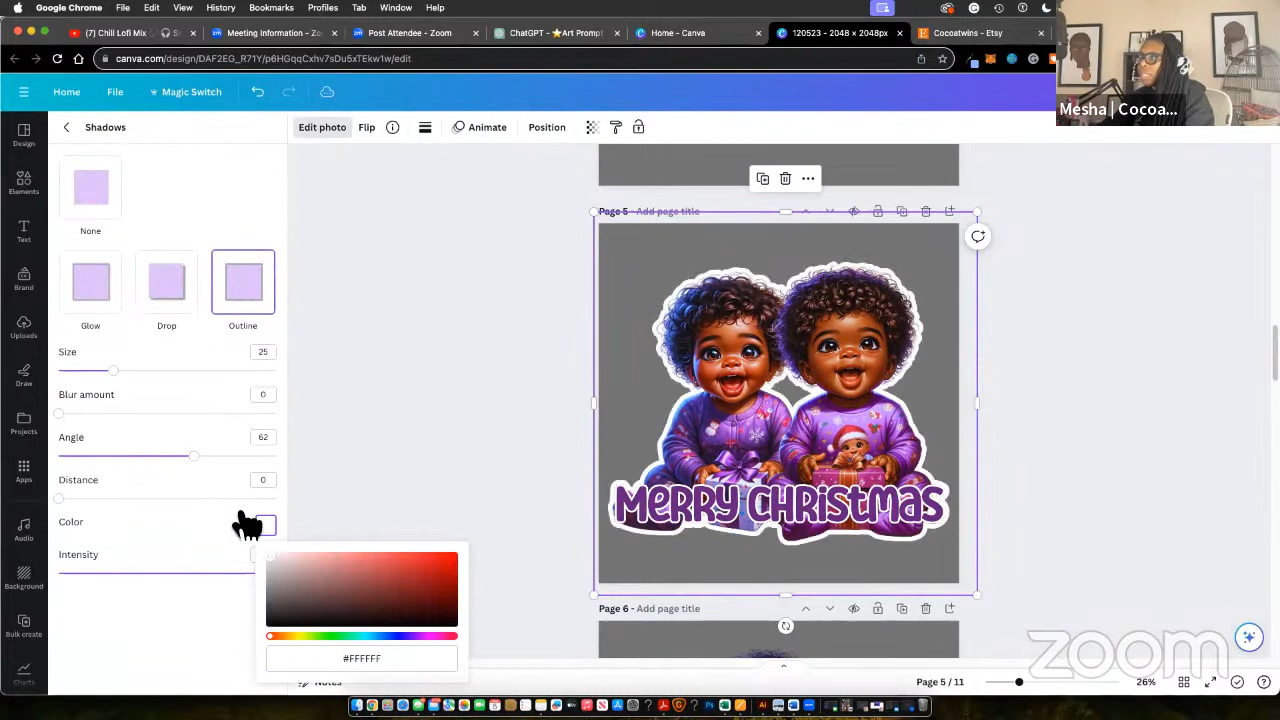 Google Chrome File Edit View History Bookmarks Profiles Tab Window Help
(7) Chill Lofi Mix
Meeting Information - Zo
Post Attendee - Zoom
ChatGPT - ⭐Art Promp
Home - Canva
120523 - 2048 × 2048px
Cocoatwins - Etsy
canva.com/design/DAF2EG_R71Y/p6HGqqCxhv7sDu5xTEkw1w/edit
Home File Magic Switch
Mesha | Cocoa...
Design
Elements
Text
Brand
Uploads
Draw
Projects
Apps
Audio
Background
Bulk create
Charts
Shadows
None
Glow Drop Outline
Size 25
Blur amount 0
Angle 62
Distance 0
Color
Intensity
#FFFFFF
Edit photo Flip Animate Position
Page 5 - Add page title
Merry Christmas
Page 6 - Add page title
Notes
Page 5 / 11
26%
zoom